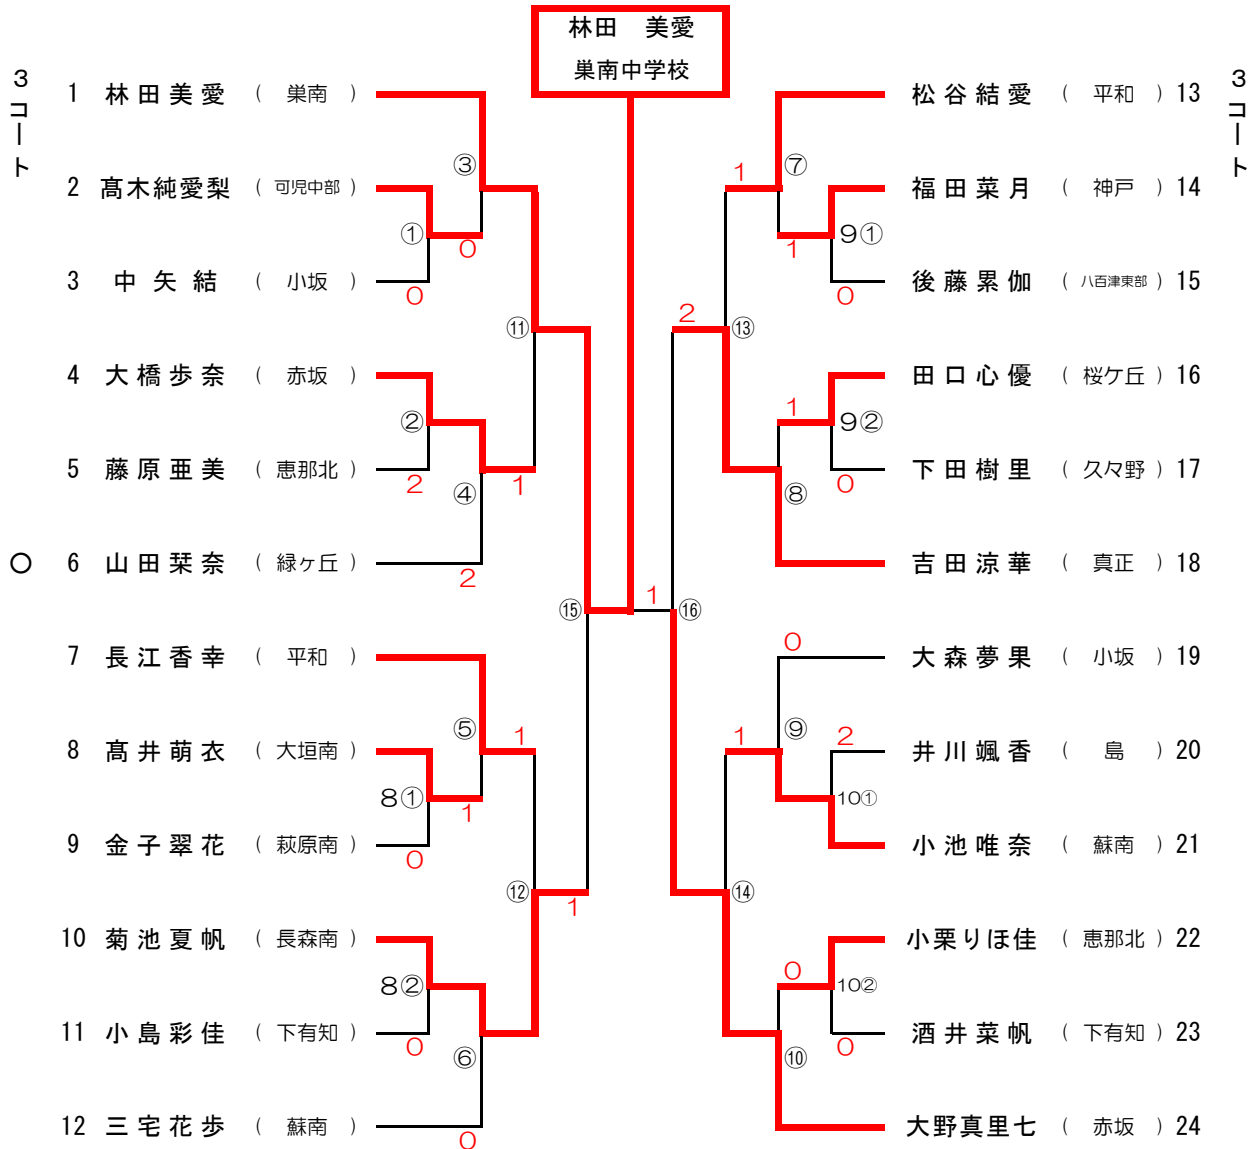 林田　美愛
巣南中学校
3コート
3コート
1 林田美愛 ( 巣南 )
2 髙木純愛梨 ( 可児中部 )
3 中矢結 ( 小坂 )
4 大橋歩奈 ( 赤坂 )
5 藤原亜美 ( 恵那北 )
○ 6 山田栞奈 ( 緑ヶ丘 )
7 長江香幸 ( 平和 )
8 髙井萌衣 ( 大垣南 )
9 金子翠花 ( 萩原南 )
10 菊池夏帆 ( 長森南 )
11 小島彩佳 ( 下有知 )
12 三宅花歩 ( 蘇南 )
③
①
0
0
⑪
②
2
④
1
2
⑮
⑤
1
8①
1
0
⑫
1
8②
0
⑥
0
1
1
⑦
9①
1
0
2
⑬
1
9②
0
⑧
⑯
0
⑨
1
2
10①
⑭
0
10②
0
⑩
松谷結愛 ( 平和 ) 13
福田菜月 ( 神戸 ) 14
後藤累伽 ( 八百津東部 ) 15
田口心優 ( 桜ケ丘 ) 16
下田樹里 ( 久々野 ) 17
吉田涼華 ( 真正 ) 18
大森夢果 ( 小坂 ) 19
井川颯香 ( 島 ) 20
小池唯奈 ( 蘇南 ) 21
小栗りほ佳 ( 恵那北 ) 22
酒井菜帆 ( 下有知 ) 23
大野真里七 ( 赤坂 ) 24